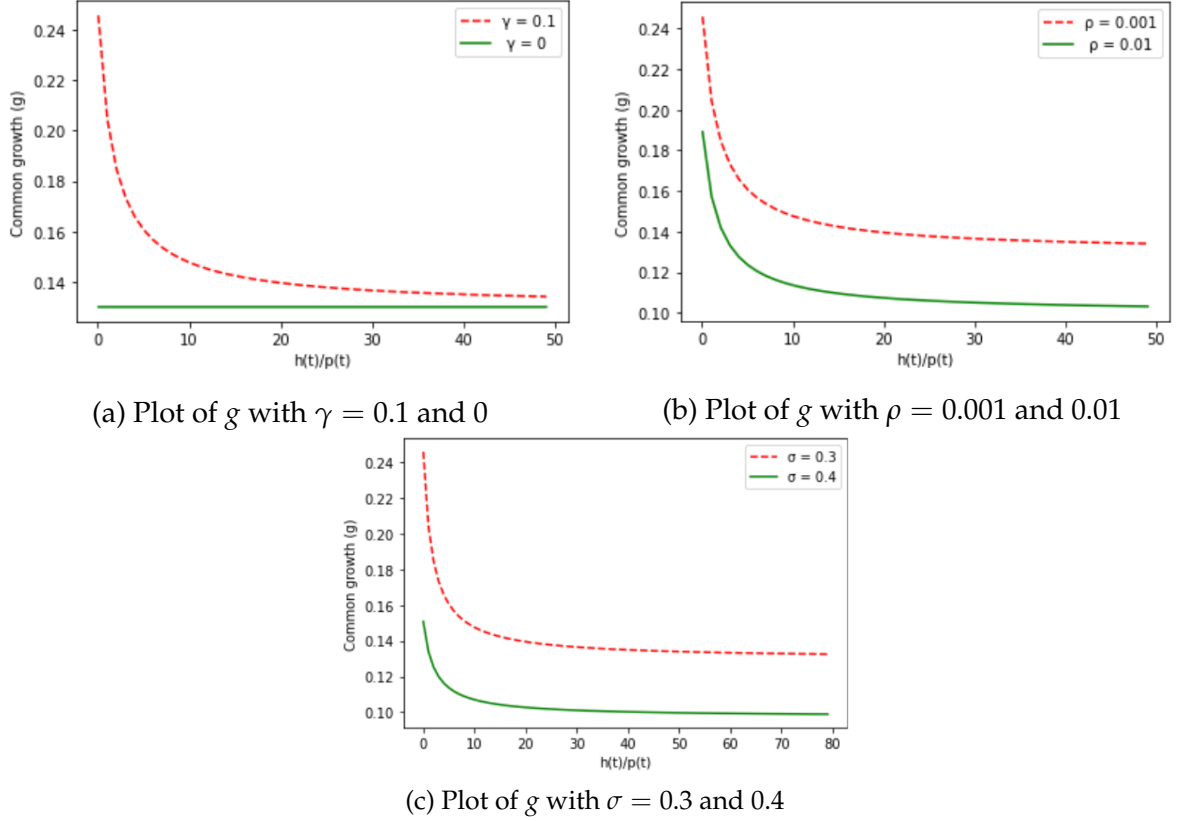 0.24
0.22
0.20
0.18
0.16
0.14
Common growth (g)
γ = 0.1
γ = 0
0 10 20 30 40 50
h(t)/p(t)
(a) Plot of g with γ = 0.1 and 0
0.24
0.22
0.20
0.18
0.16
0.14
0.12
0.10
Common growth (g)
ρ = 0.001
ρ = 0.01
0 10 20 30 40 50
h(t)/p(t)
(b) Plot of g with ρ = 0.001 and 0.01
0.24
0.22
0.20
0.18
0.16
0.14
0.12
0.10
Common growth (g)
σ = 0.3
σ = 0.4
0 10 20 30 40 50 60 70 80
h(t)/p(t)
(c) Plot of g with σ = 0.3 and 0.4